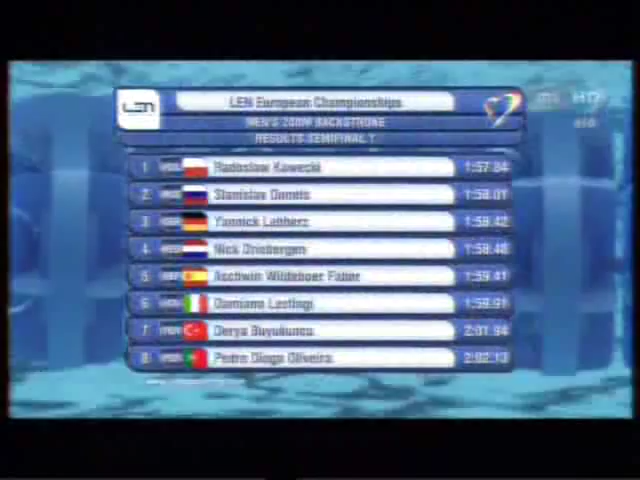 LEN
LEN European Championships
MEN'S 200M BACKSTROKE
RESULTS SEMIFINAL 1
1 Radoslaw Kawecki 1:57.84
2 Stanislav Donets 1:58.01
3 Yannick Lebherz 1:58.42
4 Nick Driebergen 1:58.48
5 Aschwin Wildeboer Faber 1:59.41
6 Damiano Lestingi 1:59.91
7 Derya Buyukuncu 2:01.94
8 Pedro Diogo Oliveira 2:02.13
HD